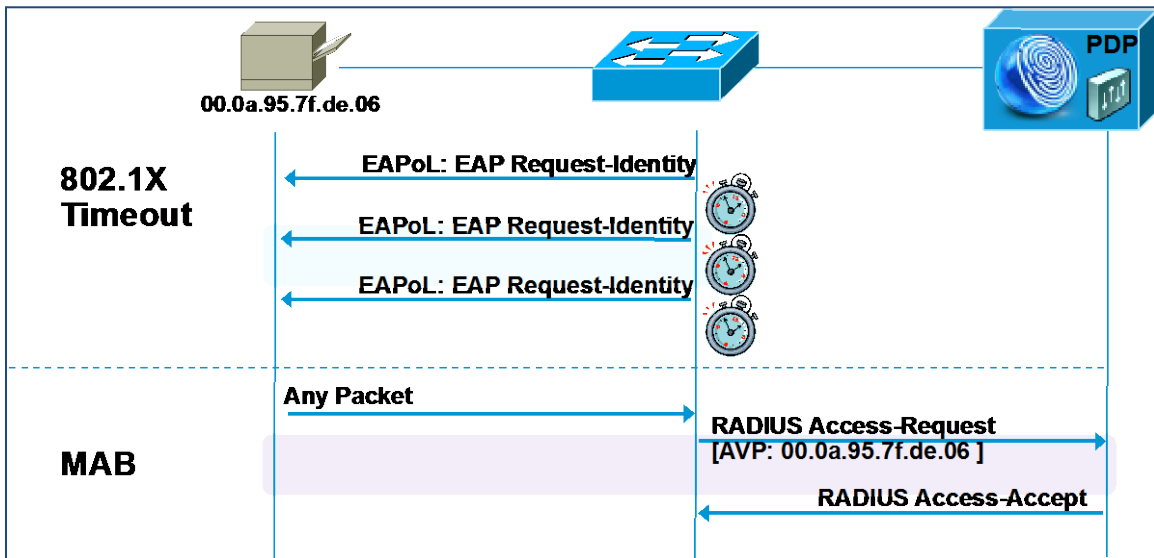 PDP
00.0a.95.7f.de.06
802.1X
Timeout
EAPoL: EAP Request-Identity
EAPoL: EAP Request-Identity
EAPoL: EAP Request-Identity
MAB
Any Packet
RADIUS Access-Request
[AVP: 00.0a.95.7f.de.06 ]
RADIUS Access-Accept